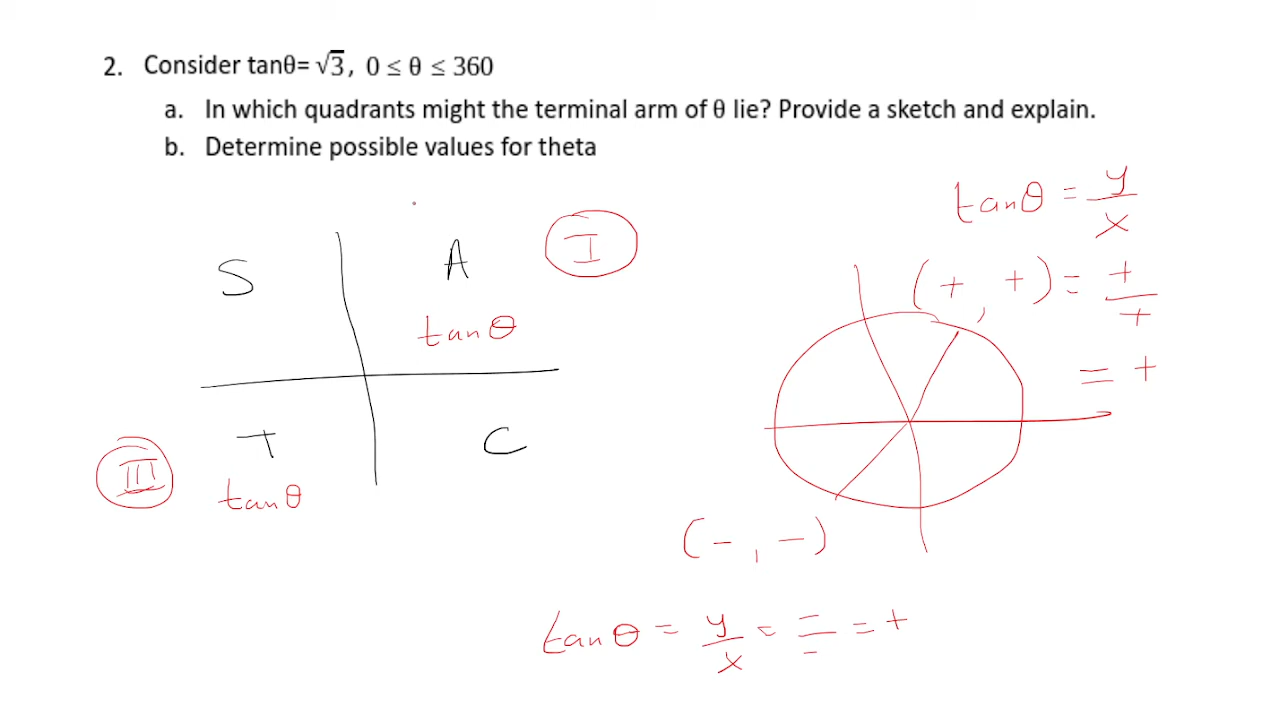 2. Consider tanθ= √3, 0 ≤ θ ≤ 360
a. In which quadrants might the terminal arm of θ lie? Provide a sketch and explain.
b. Determine possible values for theta
tanθ = y/x
S
A
I
(+, +) = +/+
tanθ
= +
T
C
III
tanθ
(-, -)
tanθ = y/x = -/- = +